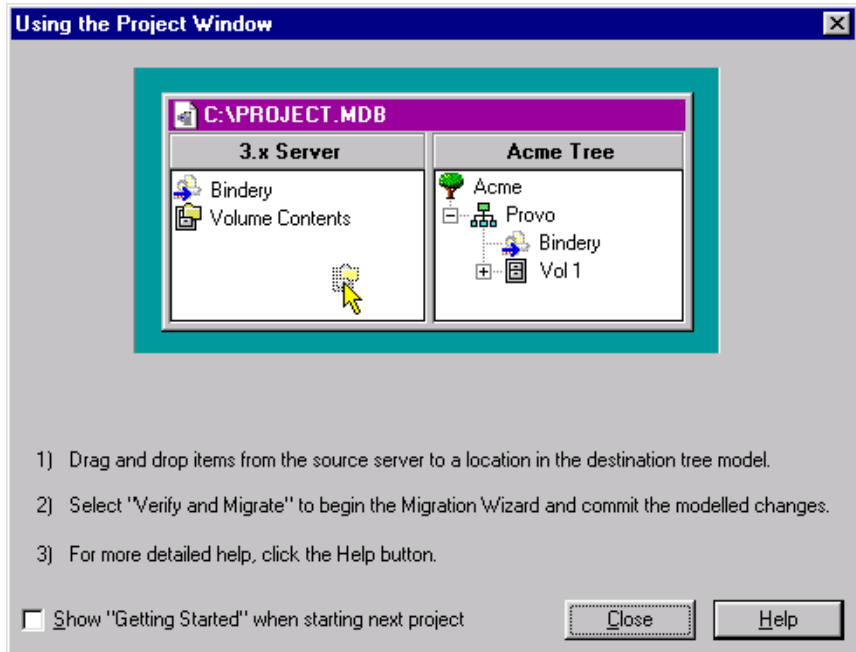 Using the Project Window
C:\PROJECT.MDB
3.x Server
Acme Tree
Bindery
Volume Contents
Acme
Provo
Bindery
Vol 1
1) Drag and drop items from the source server to a location in the destination tree model.
2) Select "Verify and Migrate" to begin the Migration Wizard and commit the modelled changes.
3) For more detailed help, click the Help button.
Show "Getting Started" when starting next project
Close
Help